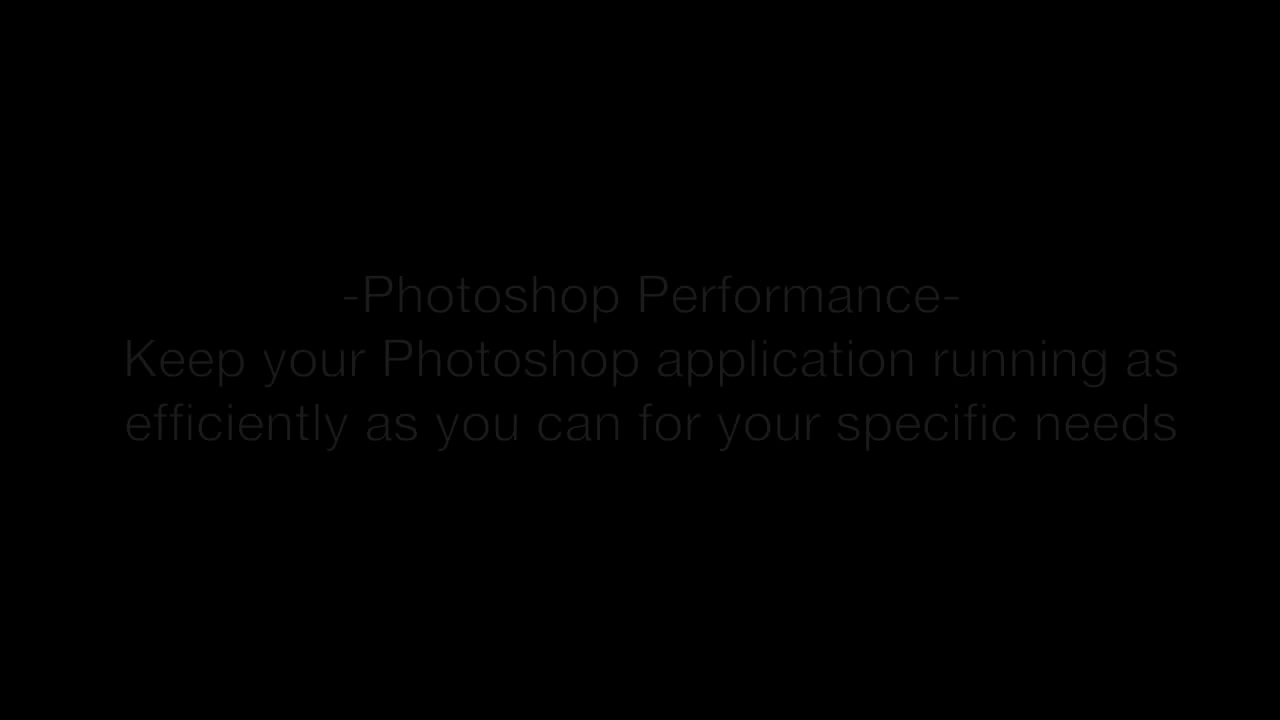 -Photoshop Performance-
Keep your Photoshop application running as
efficiently as you can for your specific needs